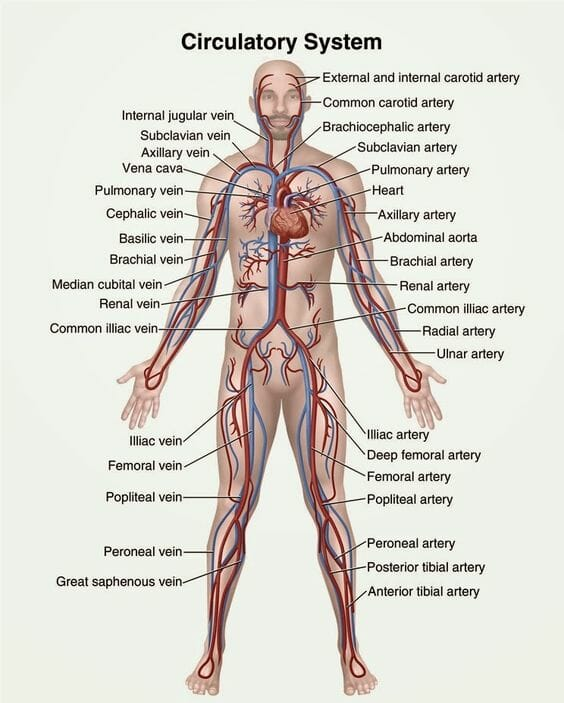 Circulatory System
Internal jugular vein
Subclavian vein
Axillary vein
Vena cava
Pulmonary vein
Cephalic vein
Basilic vein
Brachial vein
Median cubital vein
Renal vein
Common illiac vein
Illiac vein
Femoral vein
Popliteal vein
Peroneal vein
Great saphenous vein
External and internal carotid artery
Common carotid artery
Brachiocephalic artery
Subclavian artery
Pulmonary artery
Heart
Axillary artery
Abdominal aorta
Brachial artery
Renal artery
Common illiac artery
Radial artery
Ulnar artery
Illiac artery
Deep femoral artery
Femoral artery
Popliteal artery
Peroneal artery
Posterior tibial artery
Anterior tibial artery